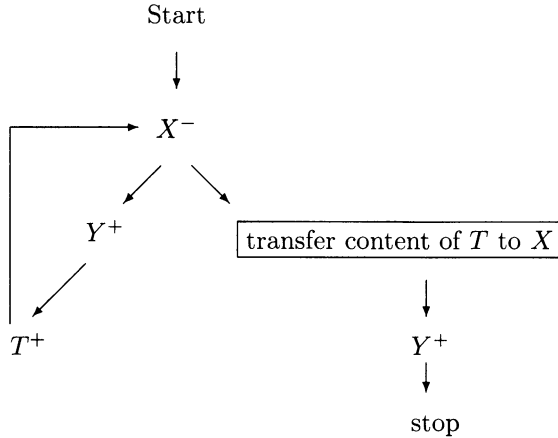 Start
X⁻
Y⁺
transfer content of T to X
T⁺
Y⁺
stop